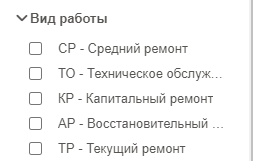 Вид работы
СР - Средний ремонт
ТО - Техническое обслуж...
КР - Капитальный ремонт
АР - Восстановительный ...
ТР - Текущий ремонт